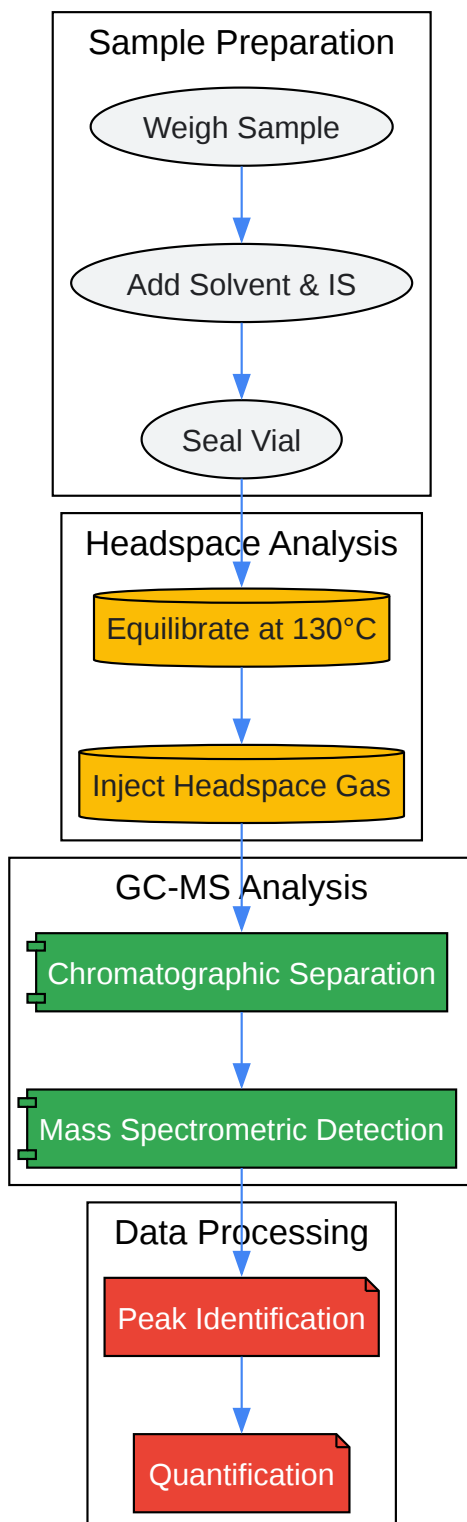 Sample Preparation
Weigh Sample
Add Solvent & IS
Seal Vial
Headspace Analysis
Equilibrate at 130°C
Inject Headspace Gas
GC-MS Analysis
Chromatographic Separation
Mass Spectrometric Detection
Data Processing
Peak Identification
Quantification